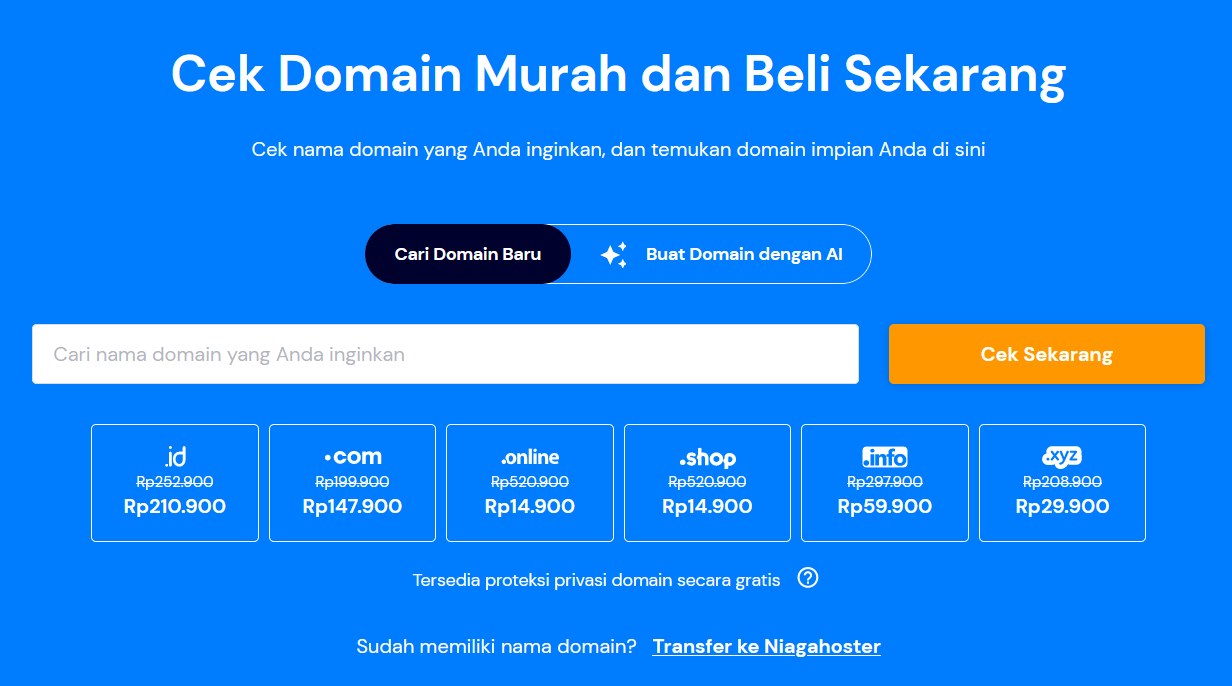 Cek Domain Murah dan Beli Sekarang
Cek nama domain yang Anda inginkan, dan temukan domain impian Anda di sini
Cari Domain Baru
Buat Domain dengan AI
Cari nama domain yang Anda inginkan
Cek Sekarang
.id
Rp252.900
Rp210.900
.com
Rp199.900
Rp147.900
.online
Rp520.900
Rp14.900
.shop
Rp520.900
Rp14.900
.info
Rp297.900
Rp59.900
.xyz
Rp208.900
Rp29.900
Tersedia proteksi privasi domain secara gratis ?
Sudah memiliki nama domain? Transfer ke Niagahoster